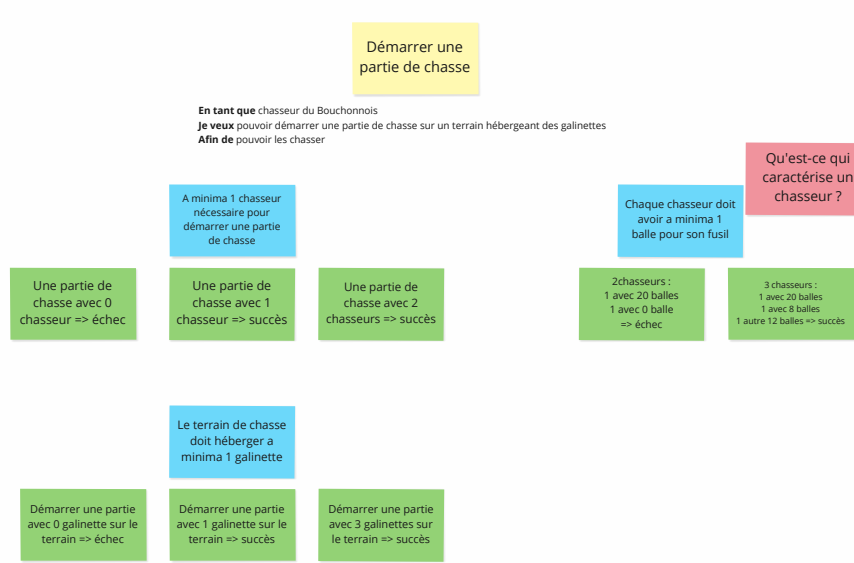 Démarrer une
partie de chasse
En tant que chasseur du Bouchonnois
Je veux pouvoir démarrer une partie de chasse sur un terrain hébergeant des galinettes
Afin de pouvoir les chasser
Qu'est-ce qui
caractérise un
chasseur ?
A minima 1 chasseur
nécessaire pour
démarrer une partie
de chasse
Chaque chasseur doit
avoir a minima 1
balle pour son fusil
Une partie de
chasse avec 0
chasseur => échec
Une partie de
chasse avec 1
chasseur => succès
Une partie de
chasse avec 2
chasseurs => succès
2chasseurs :
1 avec 20 balles
1 avec 0 balle
=> échec
3 chasseurs :
1 avec 20 balles
1 avec 8 balles
1 autre 12 balles => succès
Le terrain de chasse
doit héberger a
minima 1 galinette
Démarrer une partie
avec 0 galinette sur le
terrain => échec
Démarrer une partie
avec 1 galinette sur le
terrain => succès
Démarrer une partie
avec 3 galinettes sur
le terrain => succès